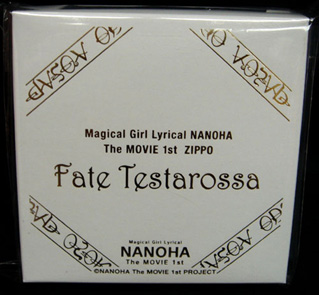 Magical Girl Lyrical NANOHA
The MOVIE 1st ZIPPO
Fate Testarossa
Magical Girl Lyrical
NANOHA
The MOVIE 1st
©NANOHA The MOVIE 1st PROJECT